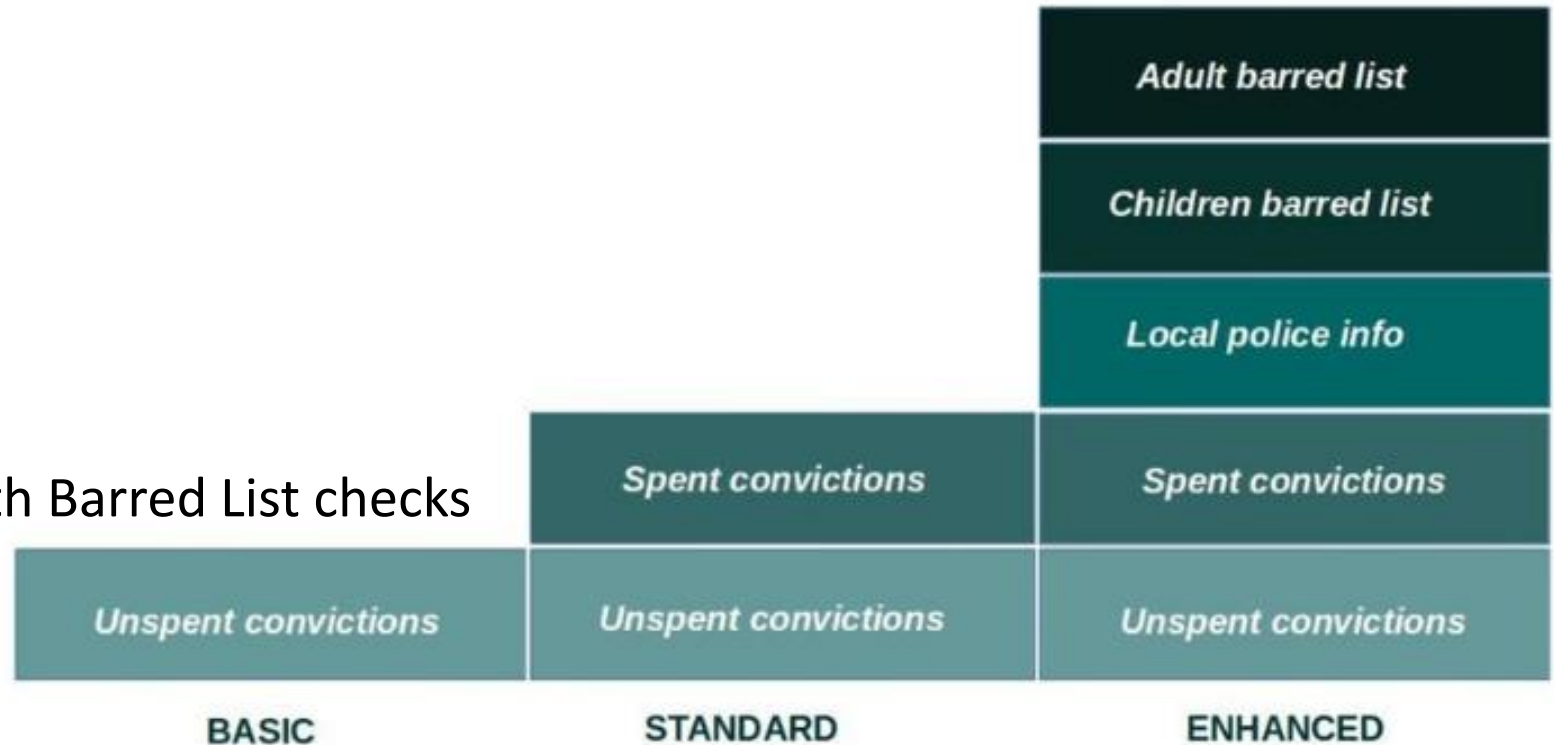 Adult barred list
Children barred list
Local police info
Spent convictions
Spent convictions
Barred List checks
Unspent convictions
Unspent convictions
Unspent convictions
BASIC
STANDARD
ENHANCED